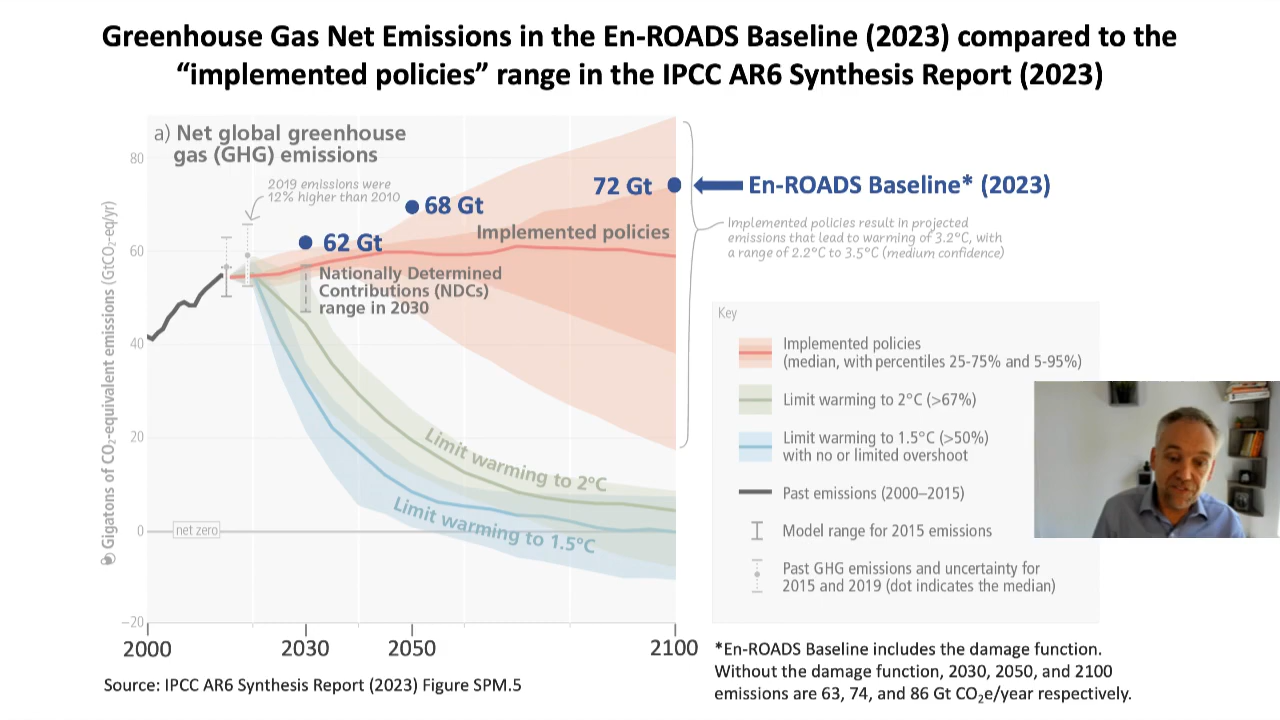 Greenhouse Gas Net Emissions in the En-ROADS Baseline (2023) compared to the
“implemented policies” range in the IPCC AR6 Synthesis Report (2023)
a) Net global greenhouse
gas (GHG) emissions
Gigatons of CO₂-equivalent emissions (GtCO₂-eq/yr)
80
60
40
20
0
−20
2019 emissions were
12% higher than 2010
62 Gt
68 Gt
72 Gt
En-ROADS Baseline* (2023)
Implemented policies
Implemented policies result in projected
emissions that lead to warming of 3.2°C, with
a range of 2.2°C to 3.5°C (medium confidence)
Nationally Determined
Contributions (NDCs)
range in 2030
Limit warming to 2°C
Limit warming to 1.5°C
net zero
2000
2030
2050
2100
Key
Implemented policies
(median, with percentiles 25-75% and 5-95%)
Limit warming to 2°C (>67%)
Limit warming to 1.5°C (>50%)
with no or limited overshoot
Past emissions (2000–2015)
Model range for 2015 emissions
Past GHG emissions and uncertainty for
2015 and 2019 (dot indicates the median)
*En-ROADS Baseline includes the damage function.
Without the damage function, 2030, 2050, and 2100
emissions are 63, 74, and 86 Gt CO₂e/year respectively.
Source: IPCC AR6 Synthesis Report (2023) Figure SPM.5